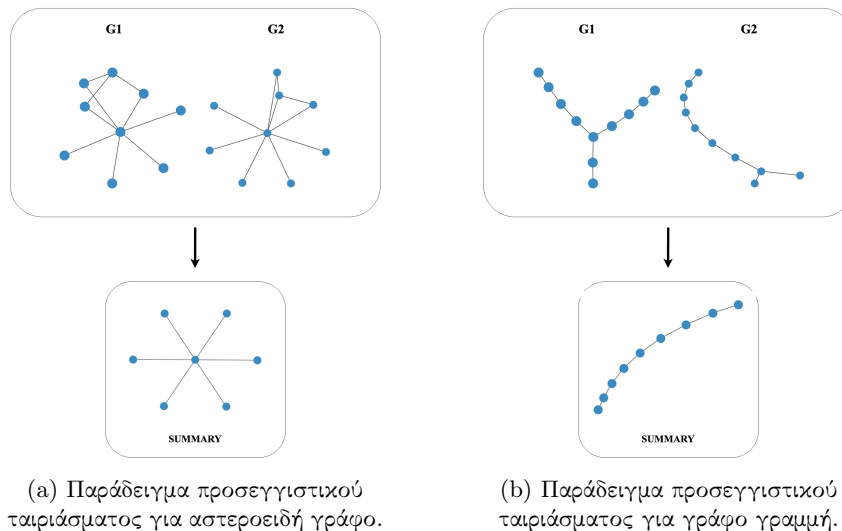 G1 G2
SUMMARY
(a) Παράδειγμα προσεγγιστικού
ταιριάσματος για αστεροειδή γράφο.
G1 G2
SUMMARY
(b) Παράδειγμα προσεγγιστικού
ταιριάσματος για γράφο γραμμή.